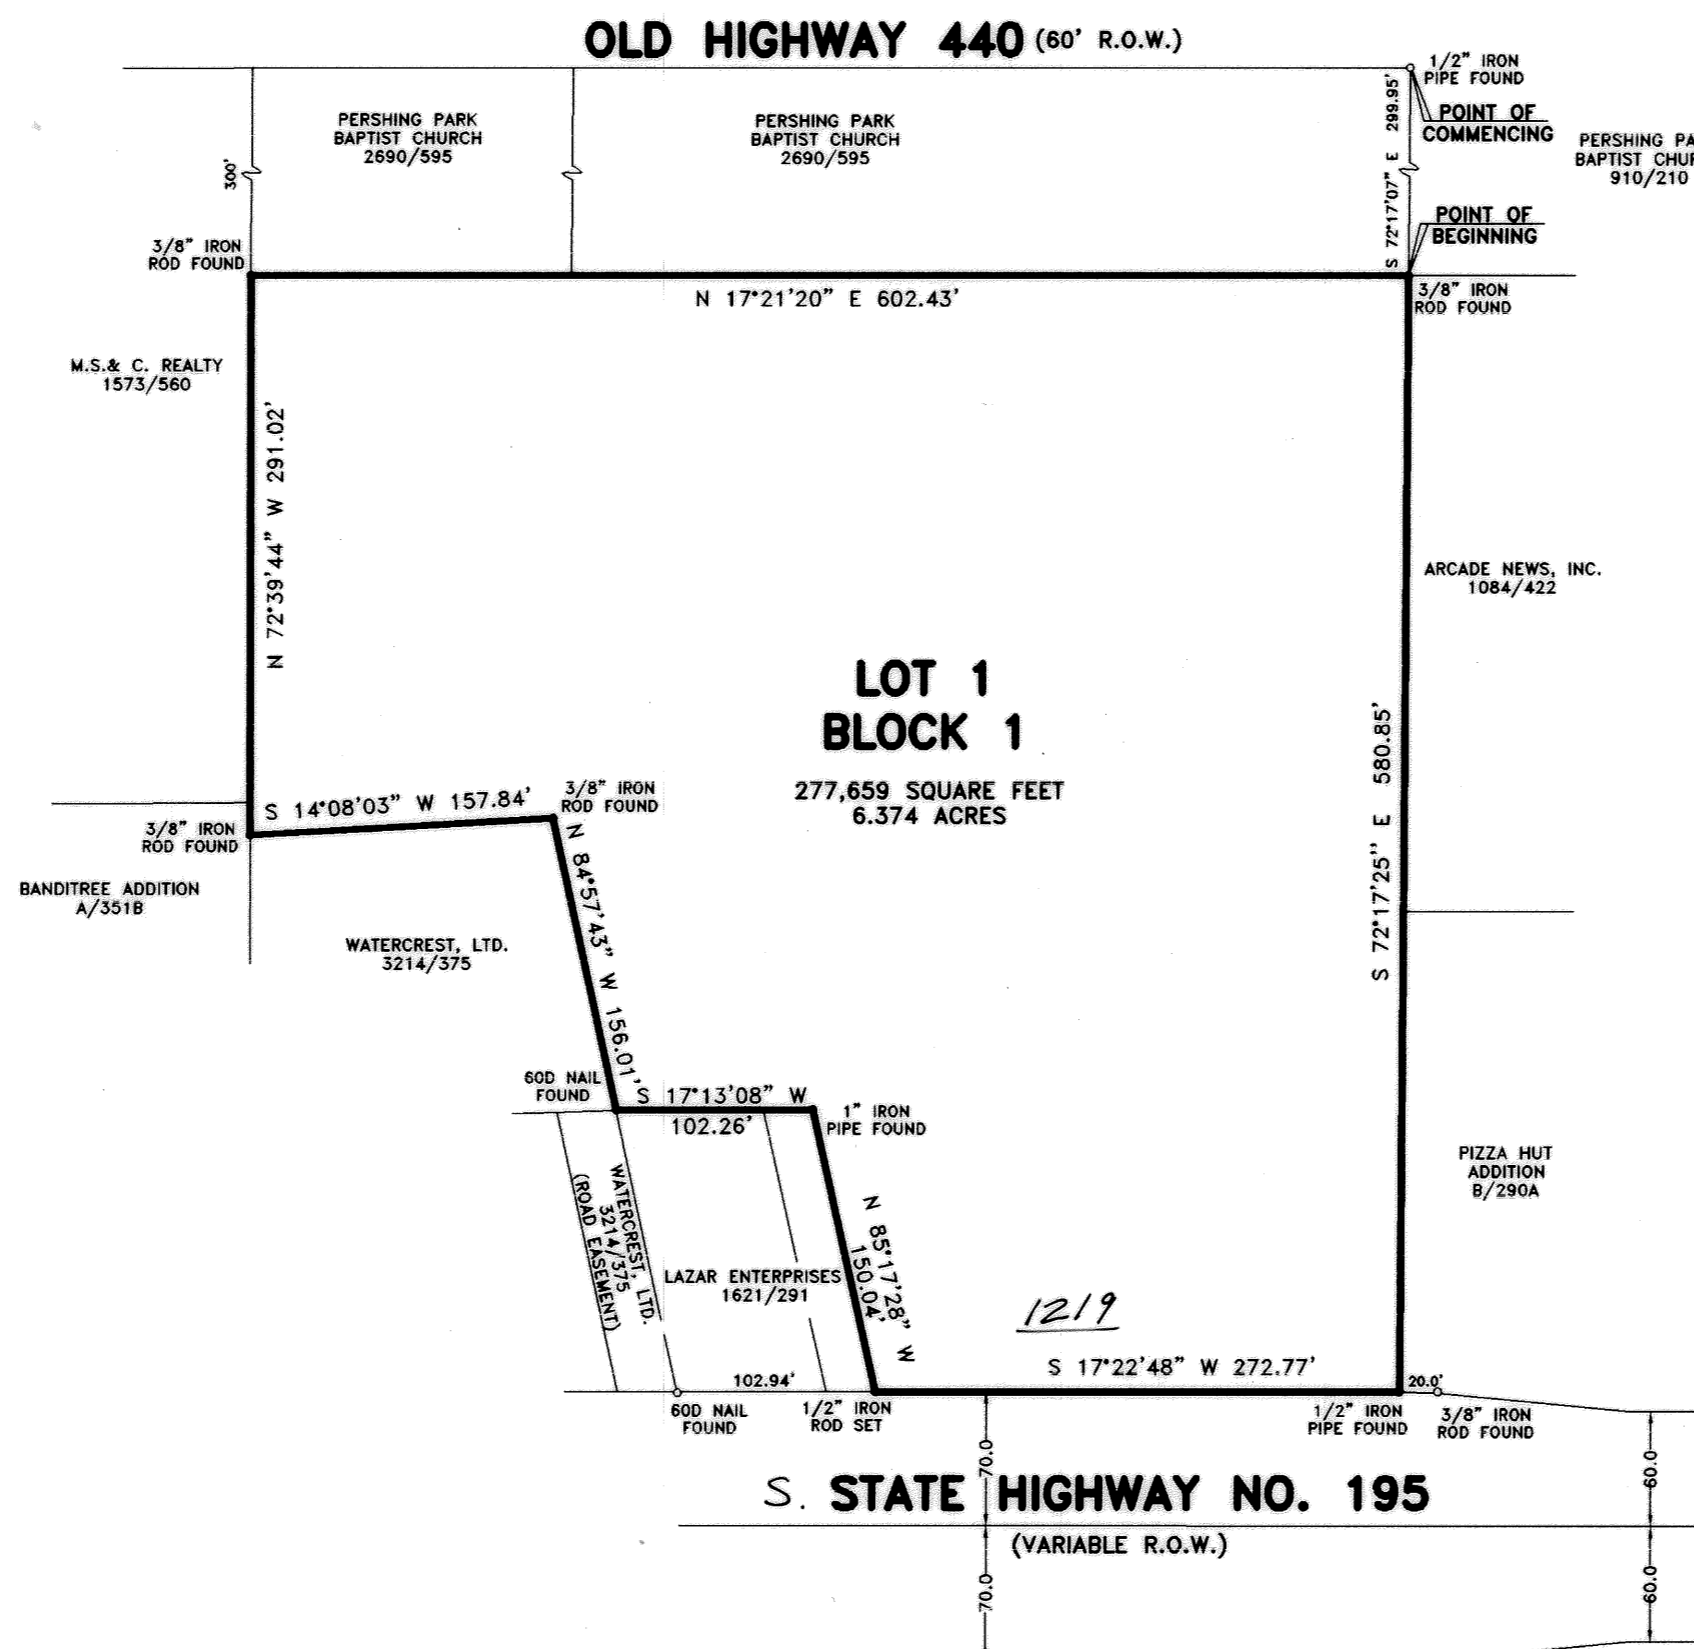 OLD HIGHWAY 440 (60' R.O.W.)
1/2" IRON
PIPE FOUND
POINT OF
COMMENCING
PERSHING PARK
BAPTIST CHURCH
2690/595
PERSHING PARK
BAPTIST CHURCH
2690/595
PERSHING PA
BAPTIST CHU
910/210
300'
S 72°17'07" E 299.95'
POINT OF
BEGINNING
3/8" IRON
ROD FOUND
N 17°21'20" E 602.43'
3/8" IRON
ROD FOUND
M.S.& C. REALTY
1573/560
N 72°39'44" W 291.02'
ARCADE NEWS, INC.
1084/422
LOT 1
BLOCK 1
277,659 SQUARE FEET
6.374 ACRES
S 72°17'25" E 580.85'
S 14°08'03" W 157.84'
3/8" IRON
ROD FOUND
3/8" IRON
ROD FOUND
BANDITREE ADDITION
A/351B
N 84°57'43" W 156.01'
WATERCREST, LTD.
3214/375
60D NAIL
FOUND
S 17°13'08" W
102.26'
1" IRON
PIPE FOUND
PIZZA HUT
ADDITION
B/290A
WATERCREST, LTD.
3214/375
(ROAD EASEMENT)
LAZAR ENTERPRISES
1621/291
N 85°17'28" W
150.04'
1219
S 17°22'48" W 272.77'
102.94'
20.0'
60D NAIL
FOUND
1/2" IRON
ROD SET
1/2" IRON
PIPE FOUND
3/8" IRON
ROD FOUND
70.0
60.0
S. STATE HIGHWAY NO. 195
(VARIABLE R.O.W.)
70.0
60.0